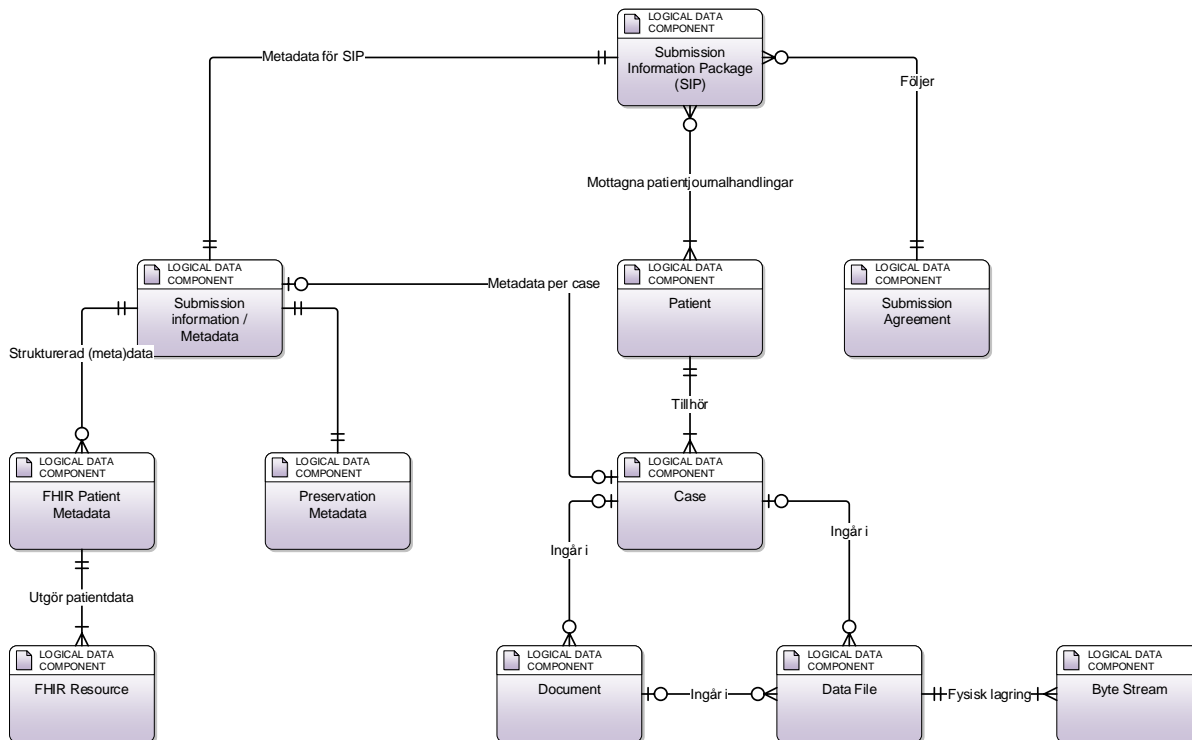 LOGICAL DATA
COMPONENT
Submission
Information Package
(SIP)
Metadata för SIP
Följer
Mottagna patientjournalhandlingar
LOGICAL DATA
COMPONENT
Submission
information /
Metadata
Metadata per case
LOGICAL DATA
COMPONENT
Patient
LOGICAL DATA
COMPONENT
Submission
Agreement
Strukturerad (meta)data
Tillhör
LOGICAL DATA
COMPONENT
FHIR Patient
Metadata
LOGICAL DATA
COMPONENT
Preservation
Metadata
LOGICAL DATA
COMPONENT
Case
Ingår i
Ingår i
Utgör patientdata
LOGICAL DATA
COMPONENT
FHIR Resource
LOGICAL DATA
COMPONENT
Document
Ingår i
LOGICAL DATA
COMPONENT
Data File
Fysisk lagring
LOGICAL DATA
COMPONENT
Byte Stream